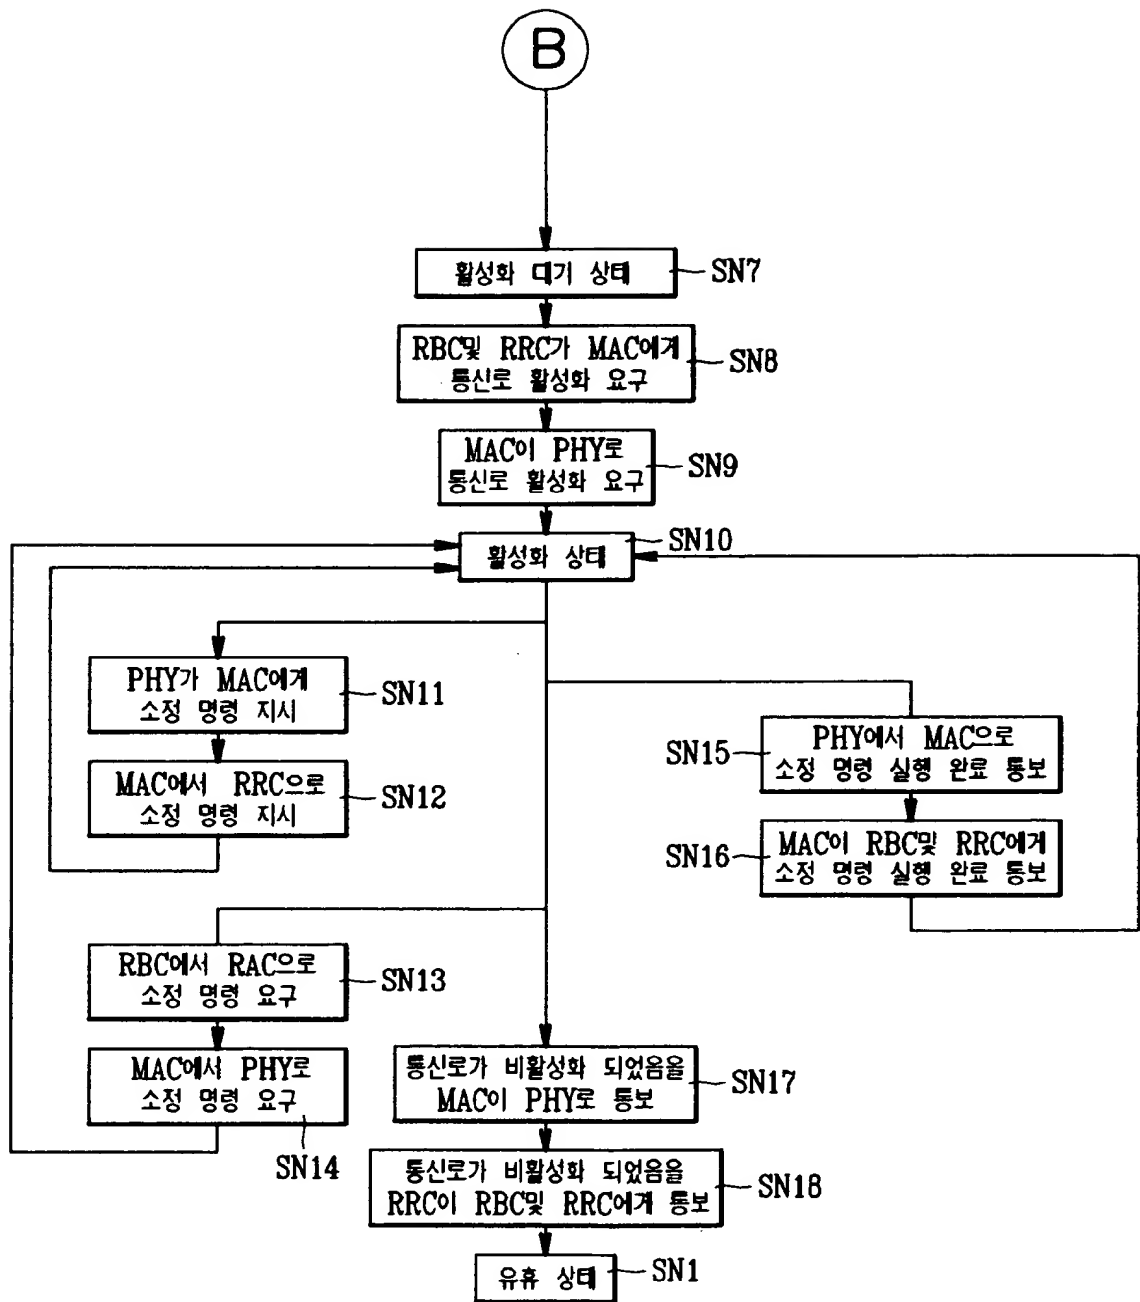 B
활성화 대기 상태
SN7
RBC및 RRC가 MAC에게
통신로 활성화 요구
SN8
MAC이 PHY로
통신로 활성화 요구
SN9
활성화 상태
SN10
PHY가 MAC에게
소정 명령 지시
SN11
MAC에서 RRC으로
소정 명령 지시
SN12
PHY에서 MAC으로
소정 명령 실행 완료 통보
SN15
MAC이 RBC및 RRC에게
소정 명령 실행 완료 통보
SN16
RBC에서 RAC으로
소정 명령 요구
SN13
MAC에서 PHY로
소정 명령 요구
SN14
통신로가 비활성화 되었음을
MAC이 PHY로 통보
SN17
통신로가 비활성화 되었음을
RRC이 RBC및 RRC에게 통보
SN18
유휴 상태
SN1